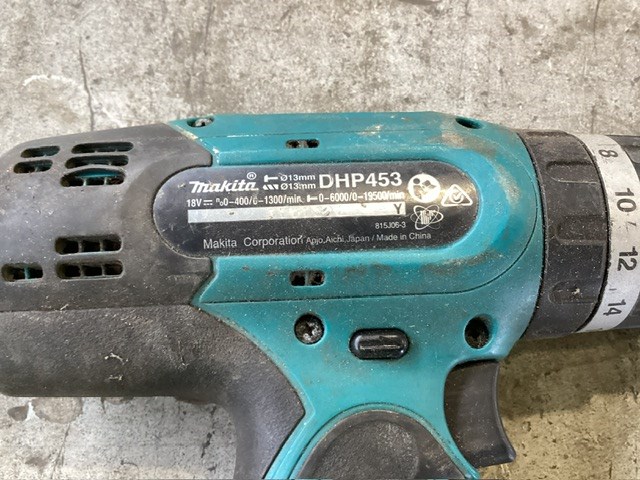 makita® Ø13mm DHP453
Ø13mm
18V ⎓ n₀0-400/0-1300/min. 0-6000/0-19500/min
Y
815J06-3
Makita Corporation Anjo, Aichi, Japan / Made in China
8
10
12
14